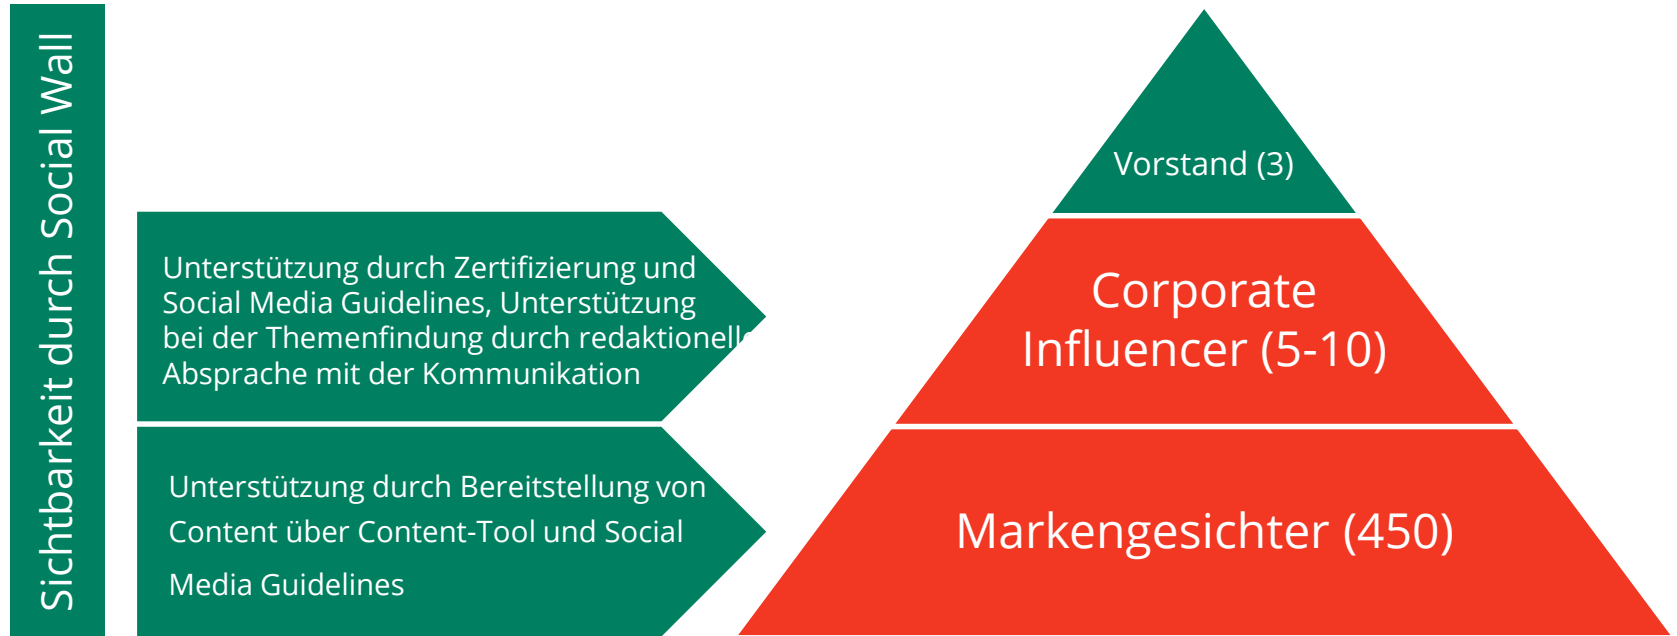 Sichtbarkeit durch Social Wall
Vorstand (3)
Unterstützung durch Zertifizierung und
Social Media Guidelines, Unterstützung
bei der Themenfindung durch redaktionelle
Absprache mit der Kommunikation
Corporate
Influencer (5-10)
Unterstützung durch Bereitstellung von
Content über Content-Tool und Social
Media Guidelines
Markengesichter (450)